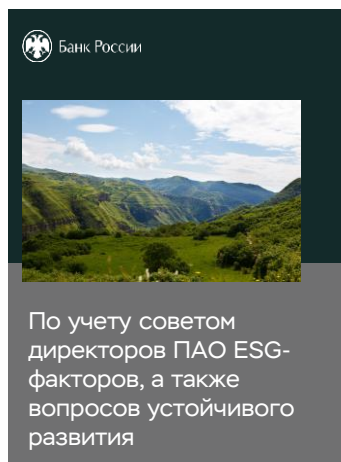 Банк России
По учету советом
директоров ПАО ESG-
факторов, а также
вопросов устойчивого
развития